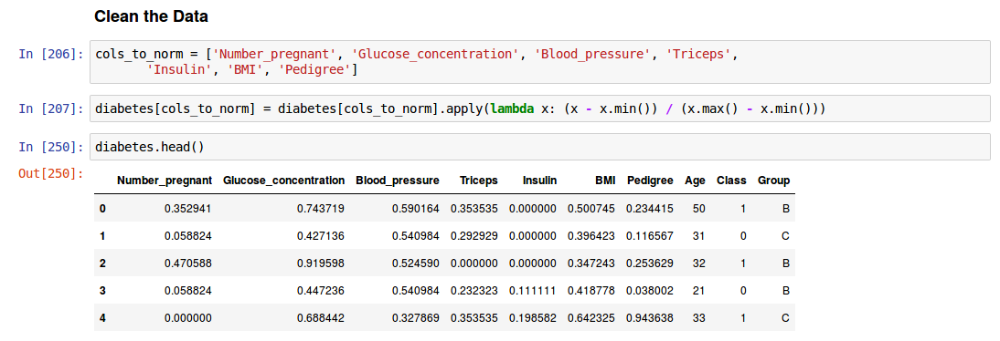 Clean the Data
In [206]: cols_to_norm = ['Number_pregnant', 'Glucose_concentration', 'Blood_pressure', 'Triceps',
'Insulin', 'BMI', 'Pedigree']
In [207]: diabetes[cols_to_norm] = diabetes[cols_to_norm].apply(lambda x: (x - x.min()) / (x.max() - x.min()))
In [250]: diabetes.head()
Out[250]:
Number_pregnant Glucose_concentration Blood_pressure Triceps Insulin BMI Pedigree Age Class Group
0 0.352941 0.743719 0.590164 0.353535 0.000000 0.500745 0.234415 50 1 B
1 0.058824 0.427136 0.540984 0.292929 0.000000 0.396423 0.116567 31 0 C
2 0.470588 0.919598 0.524590 0.000000 0.000000 0.347243 0.253629 32 1 B
3 0.058824 0.447236 0.540984 0.232323 0.111111 0.418778 0.038002 21 0 B
4 0.000000 0.688442 0.327869 0.353535 0.198582 0.642325 0.943638 33 1 C